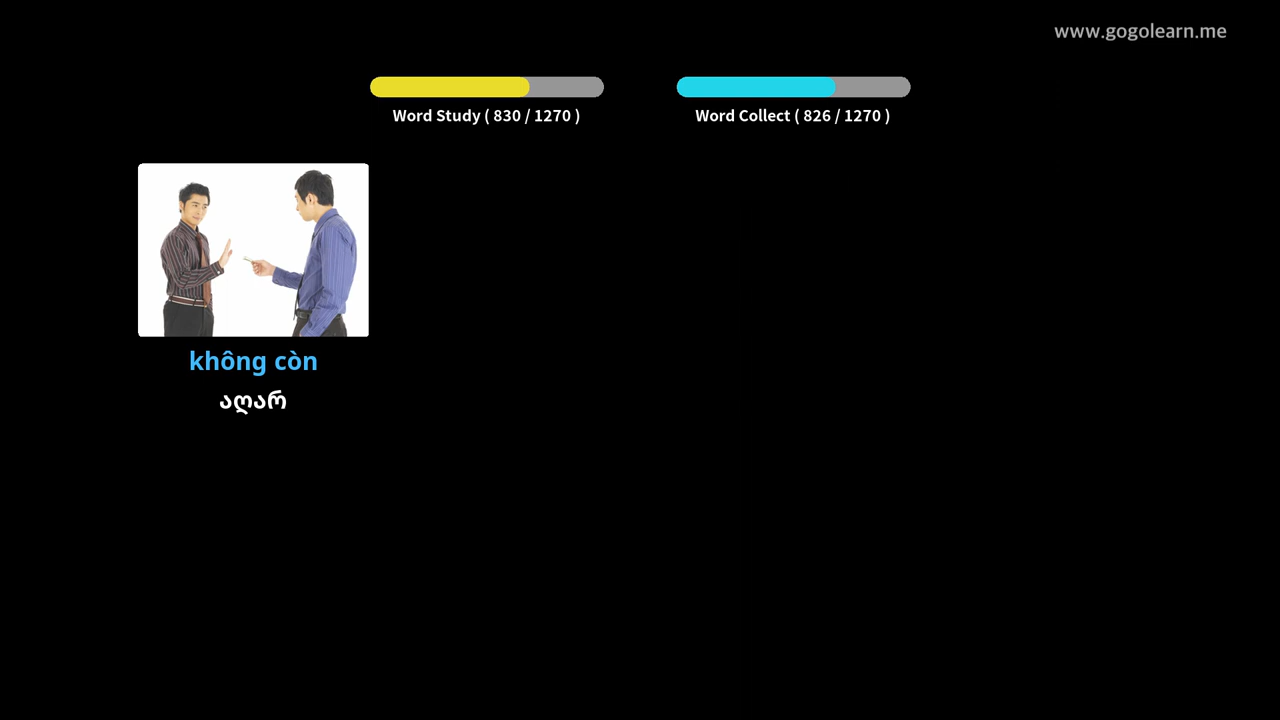 www.gogolearn.me
Word Study ( 830 / 1270 )
Word Collect ( 826 / 1270 )
không còn
აღარ